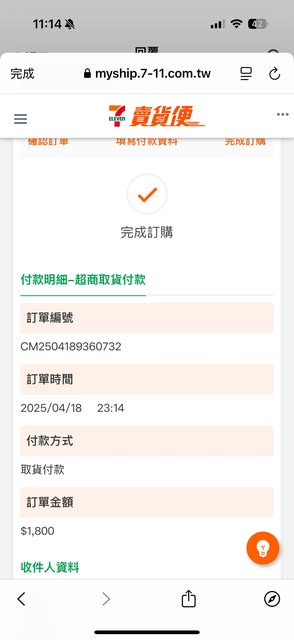 11:14
42
完成
myship.7-11.com.tw
7
ELEVEN
賣貨便
確認訂單
填寫付款資料
完成訂購
完成訂購
付款明細-超商取貨付款
訂單編號
CM2504189360732
訂單時間
2025/04/18 23:14
付款方式
取貨付款
訂單金額
$1,800
收件人資料